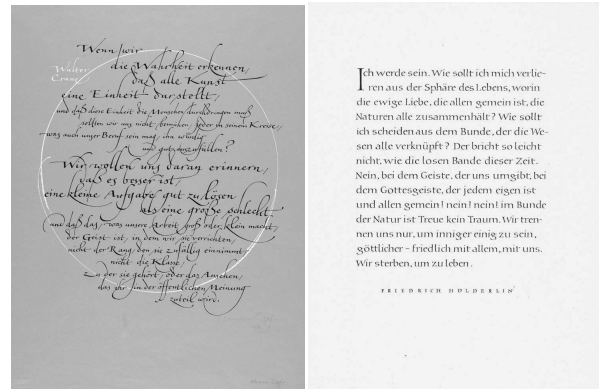 Wenn wir
Walter
Crane
die Wahrheit erkennen,
daß alle Kunst
eine Einheit darstellt,
und daß diese Einheit die Menschen durchdringen muß
sollten wir uns nicht bemühen, jeder in seinem Kreise,
was auch unser Beruf sein mag, ihn würdig
und gut auszufüllen?
Wir wollen uns daran erinnern,
daß es besser ist,
eine kleine Aufgabe gut zu lösen
als eine große schlecht,
und daß das, was unsere Arbeit groß oder klein macht,
der Geist ist, in dem wir sie verrichten,
nicht der Rang, den sie zufällig einnimmt
nicht die Klasse,
zu der sie gehört, oder das Ansehen,
das ihr in der öffentlichen Meinung
zuteil wird.
Ich werde sein. Wie sollt ich mich verlie-
ren aus der Sphäre des Lebens, worin
die ewige Liebe, die allen gemein ist, die
Naturen alle zusammenhält? Wie sollt
ich scheiden aus dem Bunde, der die We-
sen alle verknüpft? Der bricht so leicht
nicht, wie die losen Bande dieser Zeit.
Nein, bei dem Geiste, der uns umgibt, bei
dem Gottesgeiste, der jedem eigen ist
und allen gemein! nein! nein! im Bunde
der Natur ist Treue kein Traum. Wir tren-
nen uns nur, um inniger einig zu sein,
göttlicher - friedlich mit allem, mit uns.
Wir sterben, um zu leben.
FRIEDRICH HÖLDERLIN